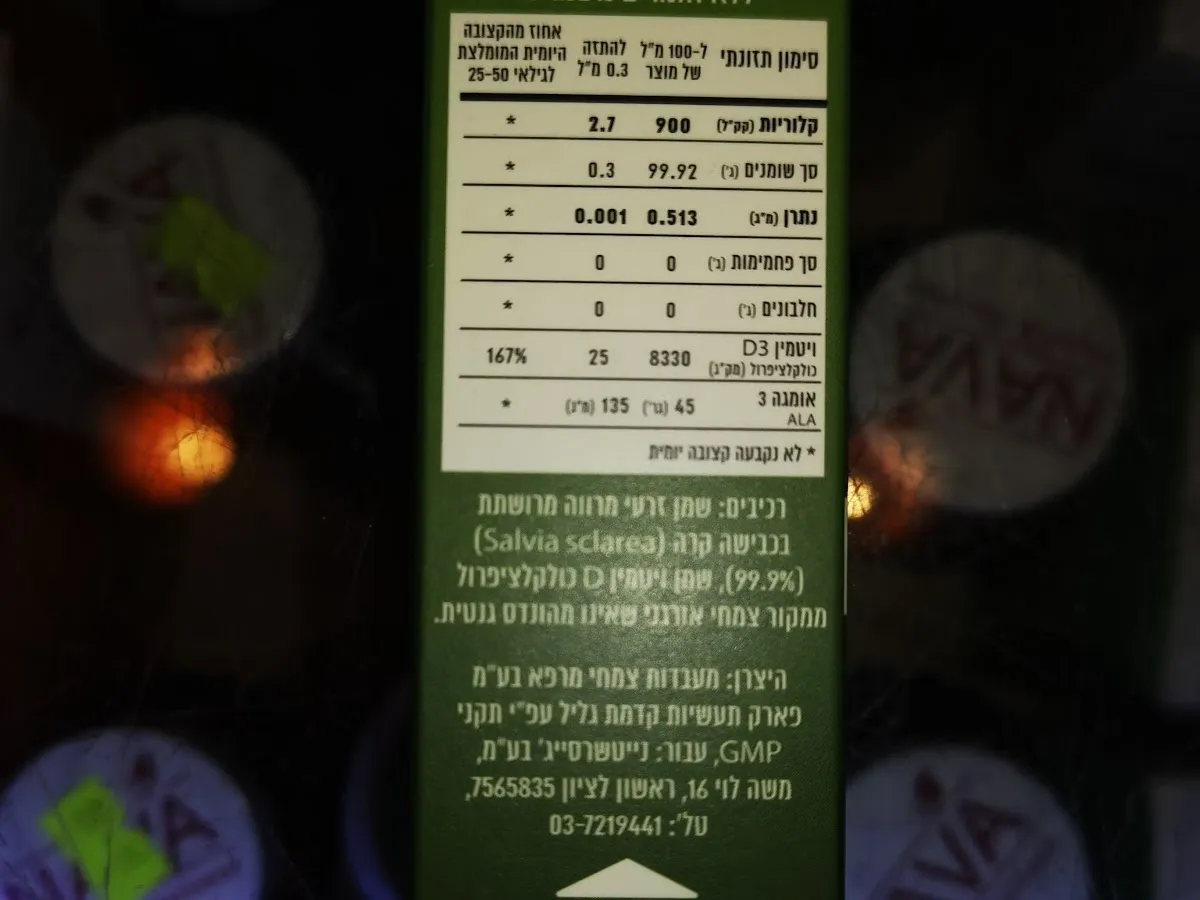 סימון תזונתי ל-100 מ"ל של מוצר להתזה 0.3 מ"ל אחוז מהקצובה היומית המומלצת לגילאי 25-50
קלוריות (קק"ל) 900 2.7 *
סך שומנים (ג') 99.92 0.3 *
נתרן (מ"ג) 0.513 0.001 *
סך פחמימות (ג') 0 0 *
חלבונים (ג') 0 0 *
ויטמין D3 כולקלציפרול (מק"ג) 8330 25 167%
אומגה 3 ALA 45 (גר') 135 (מ"ג) *
* לא נקבעה קצובה יומית
רכיבים: שמן זרעי מרווה מרושתת
בכבישה קרה (Salvia sclarea)
(99.9%), שמן ויטמין D כולקלציפרול
ממקור צמחי אורגני שאינו מהונדס גנטית.
היצרן: מעבדות צמחי מרפא בע"מ
פארק תעשיות קדמת גליל עפ"י תקני
GMP, עבור: נייטשרסייג' בע"מ,
משה לוי 16, ראשון לציון 7565835,
טל': 03-7219441
NAVA